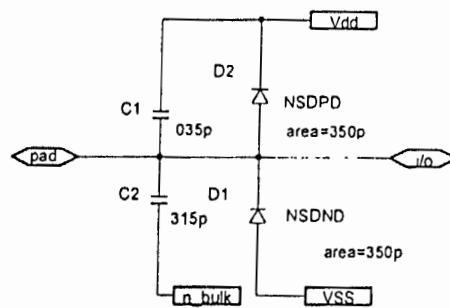 Vdd
D2
C1
NSDPD
035p
area=350p
pad
i/o
C2
D1
315p
NSDND
area=350p
n_bulk
VSS